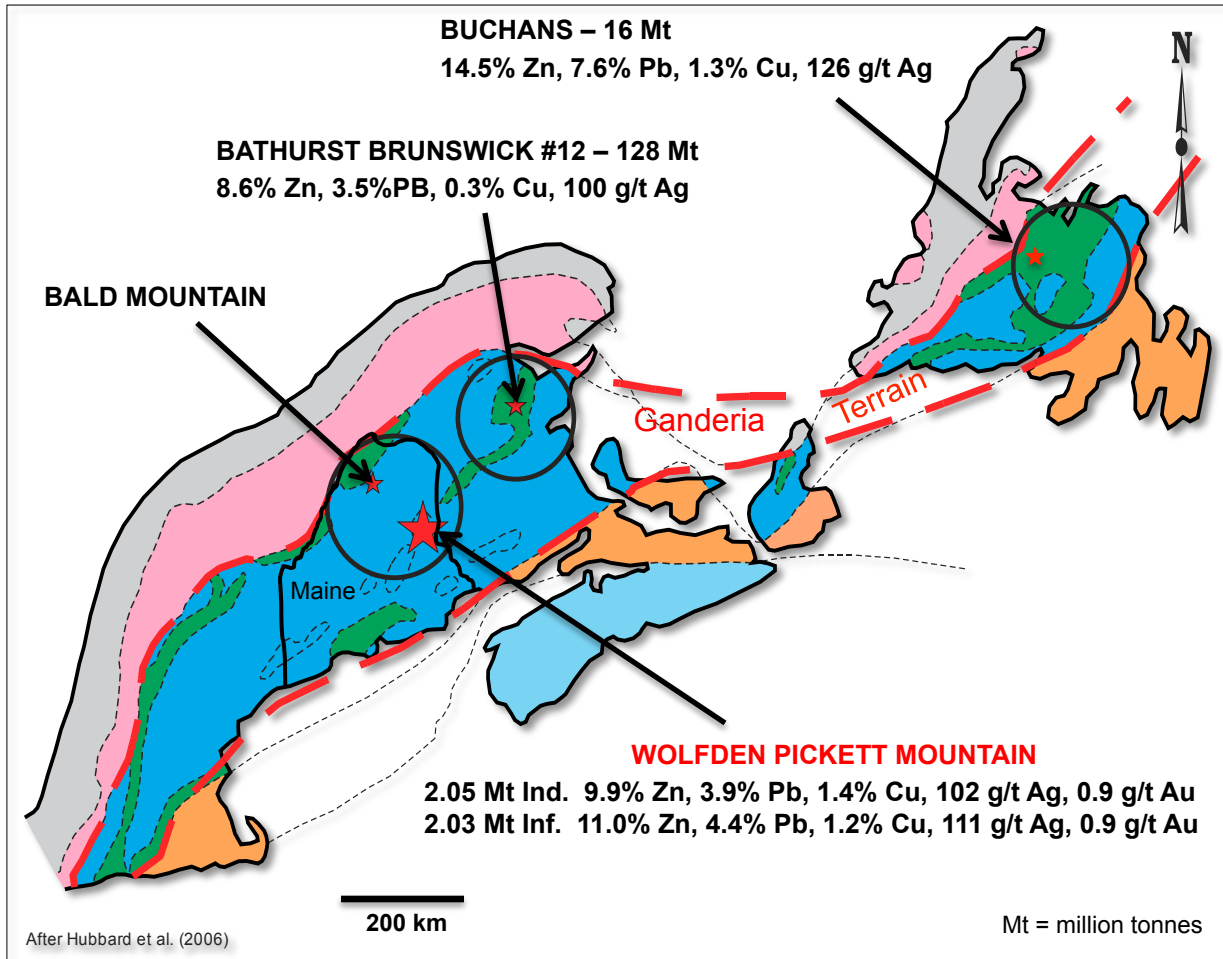 BUCHANS – 16 Mt
14.5% Zn, 7.6% Pb, 1.3% Cu, 126 g/t Ag
N
BATHURST BRUNSWICK #12 – 128 Mt
8.6% Zn, 3.5%PB, 0.3% Cu, 100 g/t Ag
BALD MOUNTAIN
Ganderia
Terrain
Maine
WOLFDEN PICKETT MOUNTAIN
2.05 Mt Ind. 9.9% Zn, 3.9% Pb, 1.4% Cu, 102 g/t Ag, 0.9 g/t Au
2.03 Mt Inf. 11.0% Zn, 4.4% Pb, 1.2% Cu, 111 g/t Ag, 0.9 g/t Au
200 km
After Hubbard et al. (2006)
Mt = million tonnes